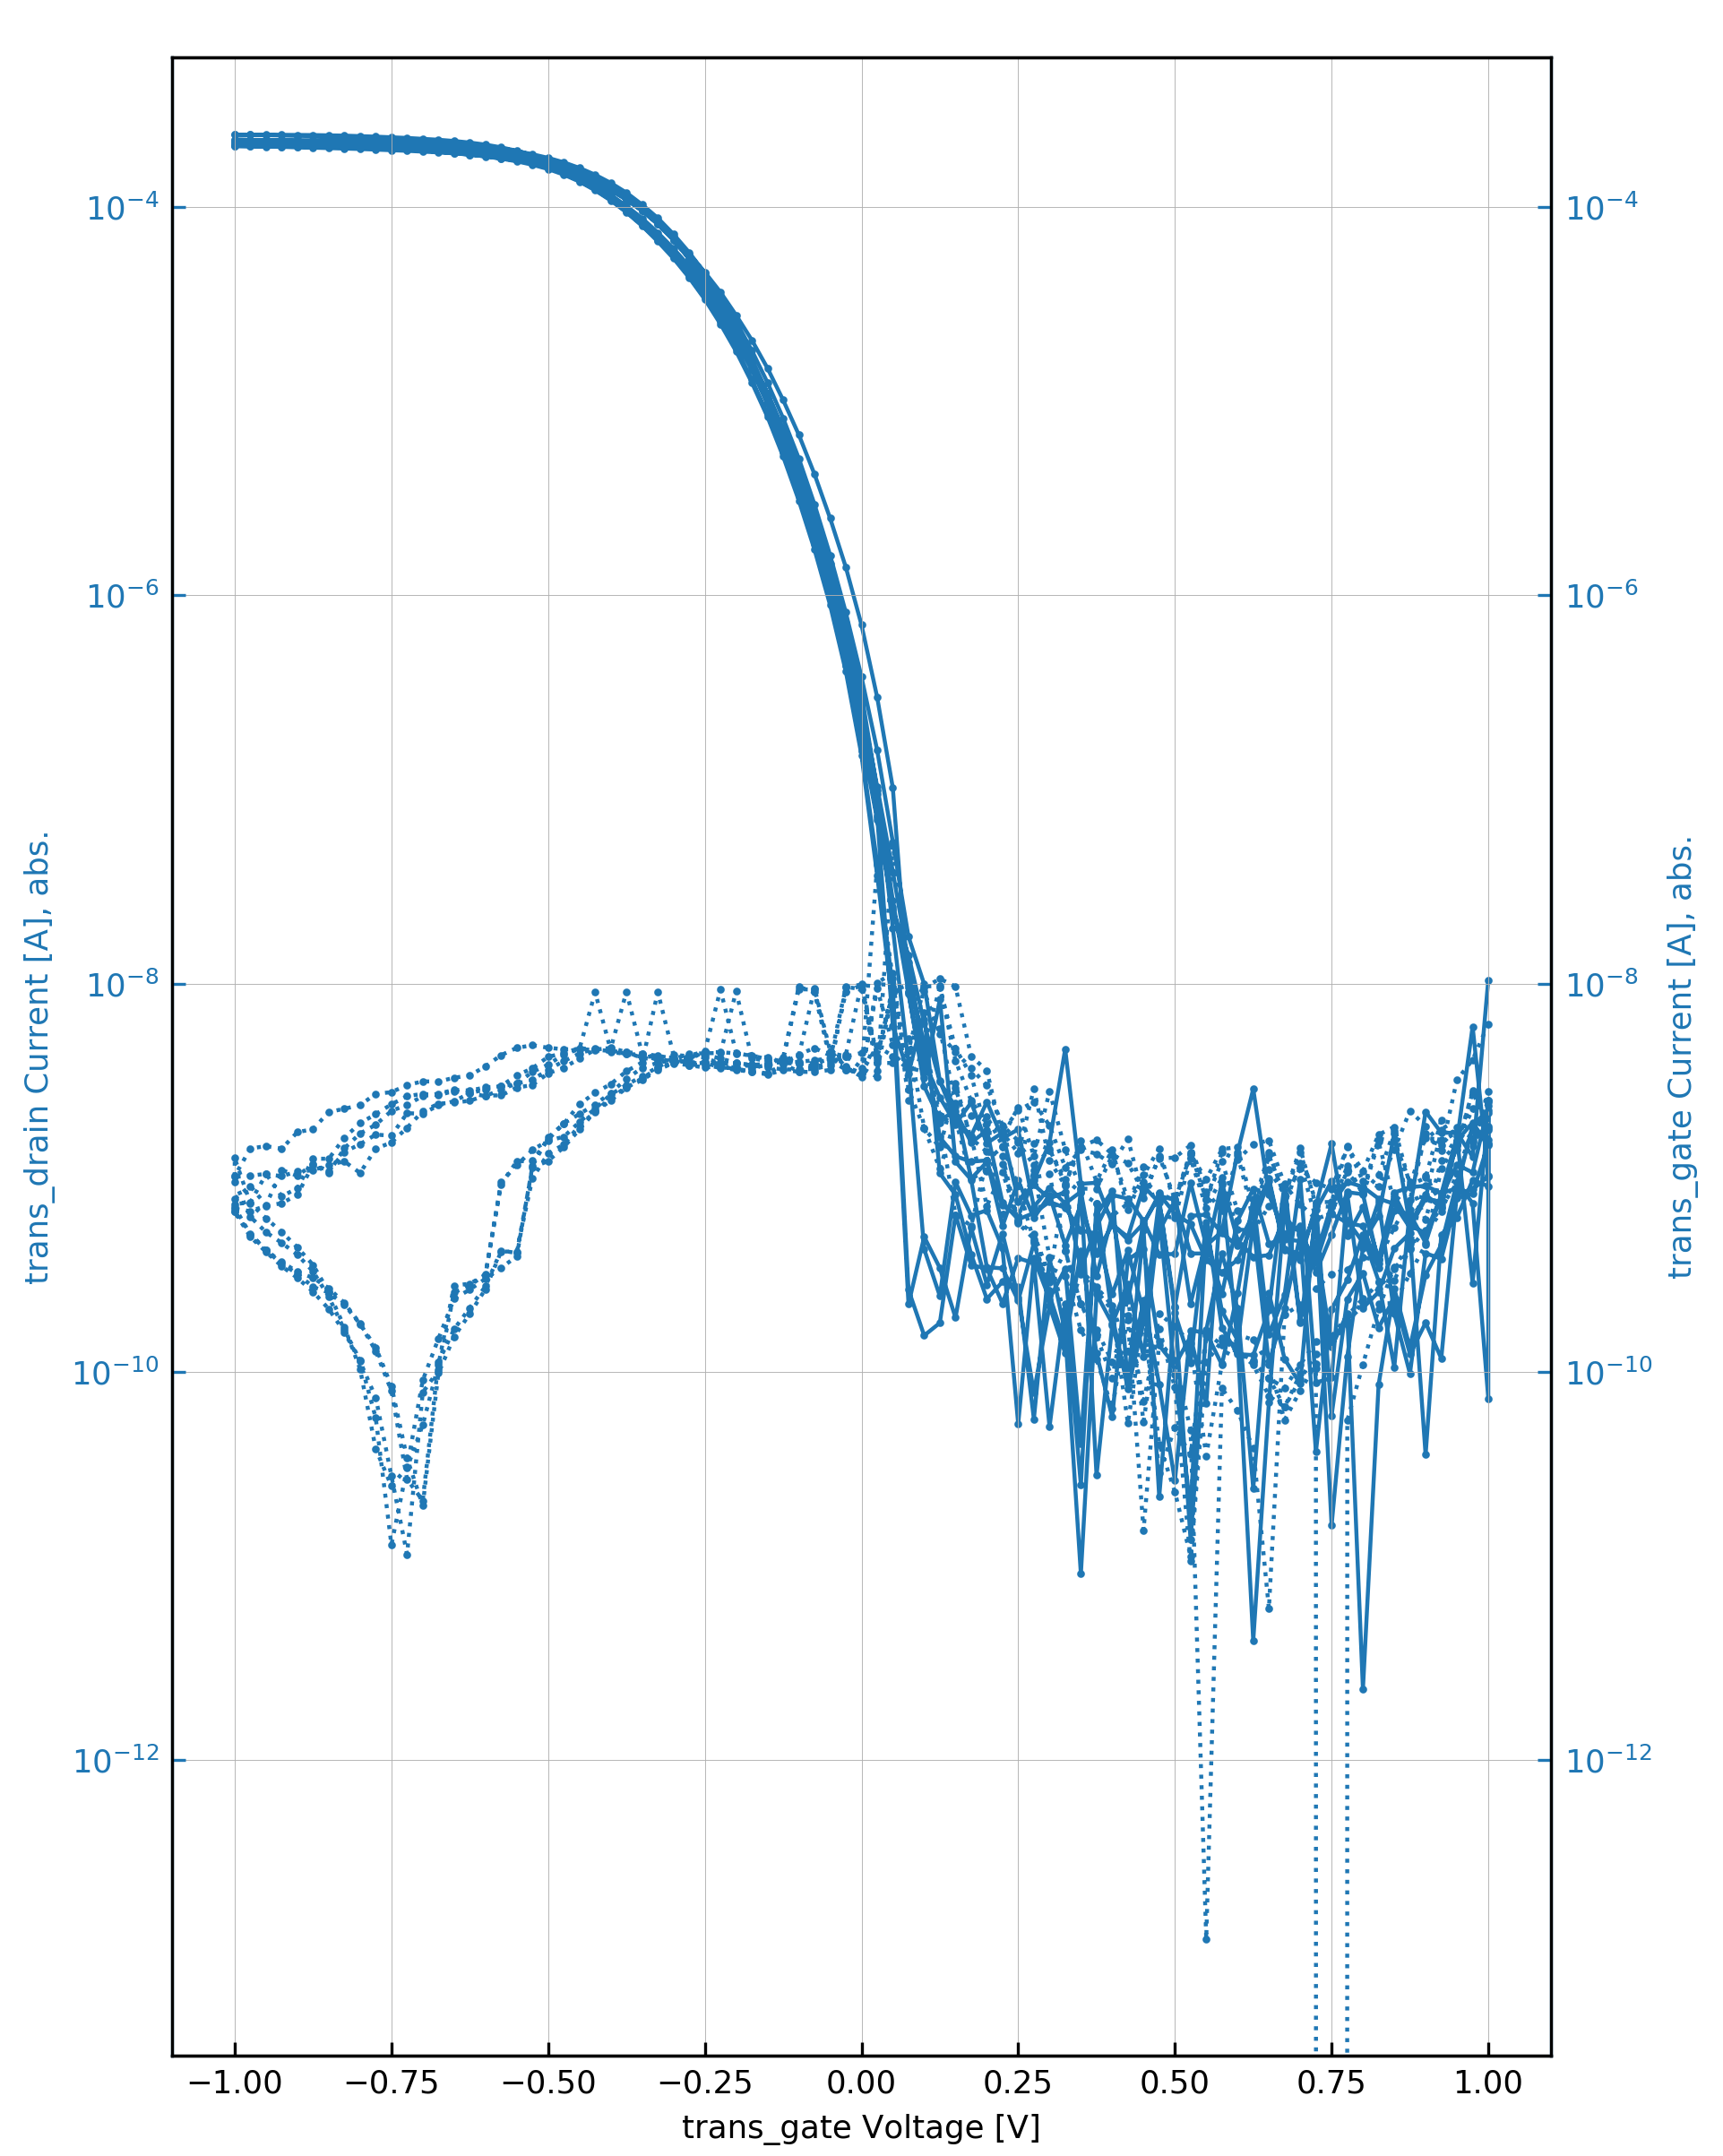 trans_drain Current [A], abs.
10⁻⁴
10⁻⁶
10⁻⁸
10⁻¹⁰
10⁻¹²
10⁻⁴
10⁻⁶
10⁻⁸
10⁻¹⁰
10⁻¹²
trans_gate Current [A], abs.
−1.00 −0.75 −0.50 −0.25 0.00 0.25 0.50 0.75 1.00
trans_gate Voltage [V]